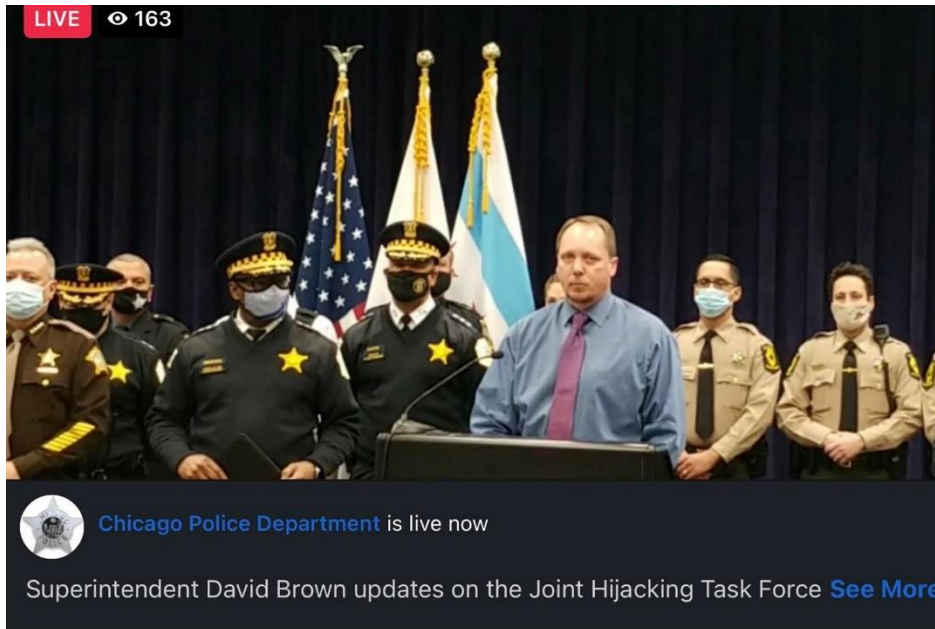 LIVE 163
Chicago Police Department is live now
Superintendent David Brown updates on the Joint Hijacking Task Force See More